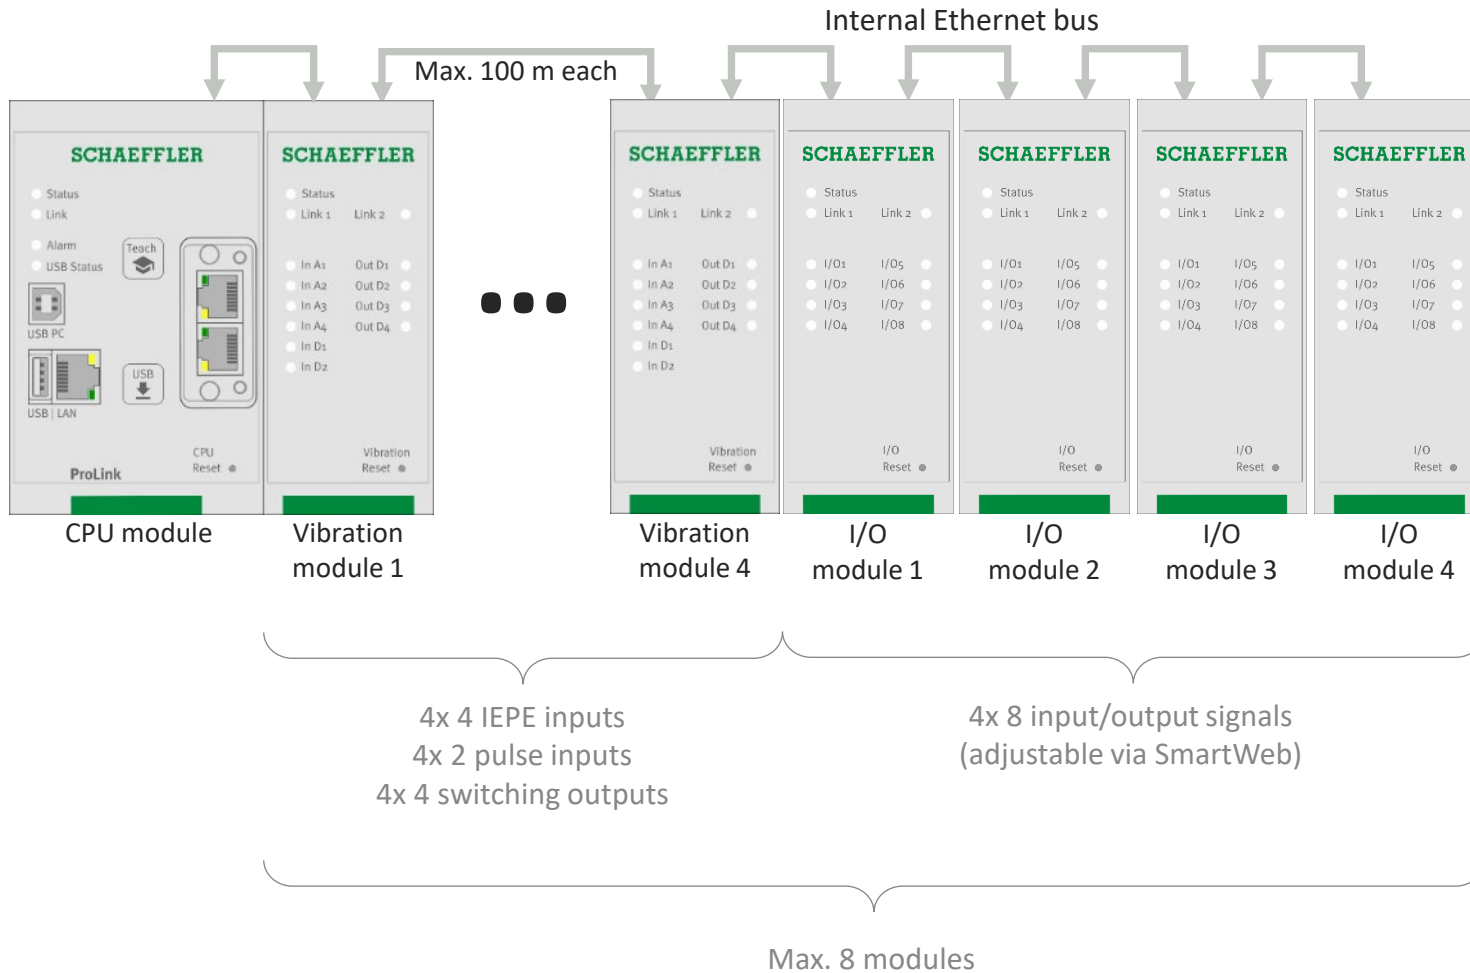 Internal Ethernet bus
Max. 100 m each
SCHAEFFLER
Status
Link
Alarm
USB Status
Teach
USB PC
USB
USB | LAN
CPU
Reset
ProLink
CPU module
SCHAEFFLER
Status
Link 1 Link 2
In A1 Out D1
In A2 Out D2
In A3 Out D3
In A4 Out D4
In D1
In D2
Vibration
Reset
Vibration
module 1
SCHAEFFLER
Status
Link 1 Link 2
In A1 Out D1
In A2 Out D2
In A3 Out D3
In A4 Out D4
In D1
In D2
Vibration
Reset
Vibration
module 4
SCHAEFFLER
Status
Link 1 Link 2
I/O1 I/O5
I/O2 I/O6
I/O3 I/O7
I/O4 I/O8
I/O
Reset
I/O
module 1
SCHAEFFLER
Status
Link 1 Link 2
I/O1 I/O5
I/O2 I/O6
I/O3 I/O7
I/O4 I/O8
I/O
Reset
I/O
module 2
SCHAEFFLER
Status
Link 1 Link 2
I/O1 I/O5
I/O2 I/O6
I/O3 I/O7
I/O4 I/O8
I/O
Reset
I/O
module 3
SCHAEFFLER
Status
Link 1 Link 2
I/O1 I/O5
I/O2 I/O6
I/O3 I/O7
I/O4 I/O8
I/O
Reset
I/O
module 4
4x 4 IEPE inputs
4x 2 pulse inputs
4x 4 switching outputs
4x 8 input/output signals
(adjustable via SmartWeb)
Max. 8 modules